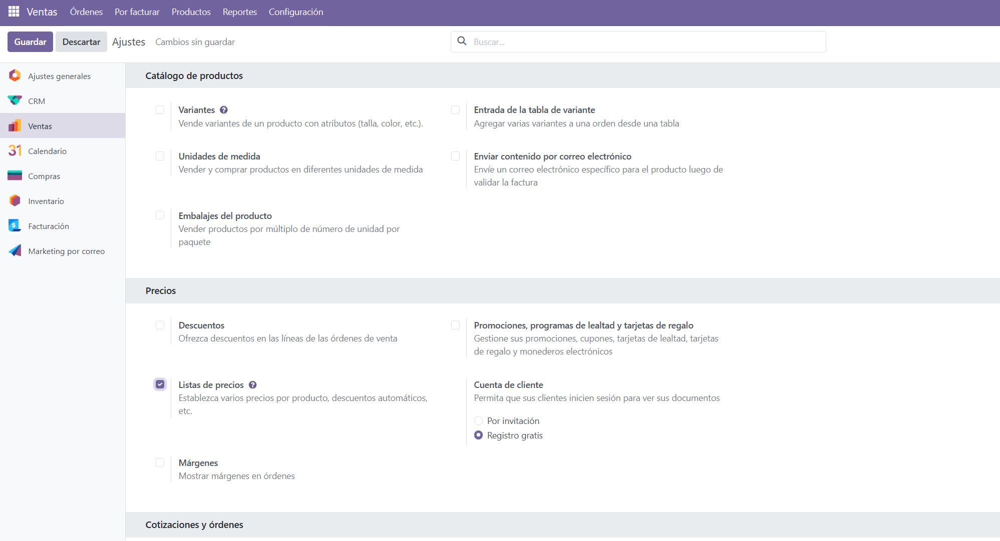 Ventas Órdenes Por facturar Productos Reportes Configuración
Guardar Descartar Ajustes Cambios sin guardar Buscar...
Ajustes generales
CRM
Ventas
31 Calendario
Compras
Inventario
$ Facturación
Marketing por correo
Catálogo de productos
Variantes ?
Vende variantes de un producto con atributos (talla, color, etc.).
Entrada de la tabla de variante
Agregar varias variantes a una orden desde una tabla
Unidades de medida
Vender y comprar productos en diferentes unidades de medida
Enviar contenido por correo electrónico
Envíe un correo electrónico específico para el producto luego de
validar la factura
Embalajes del producto
Vender productos por múltiplo de número de unidad por
paquete
Precios
Descuentos
Ofrezca descuentos en las líneas de las órdenes de venta
Promociones, programas de lealtad y tarjetas de regalo
Gestione sus promociones, cupones, tarjetas de lealtad, tarjetas
de regalo y monederos electrónicos
Listas de precios ?
Establezca varios precios por producto, descuentos automáticos,
etc.
Cuenta de cliente
Permita que sus clientes inicien sesión para ver sus documentos
Por invitación
Registro gratis
Márgenes
Mostrar márgenes en órdenes
Cotizaciones y órdenes